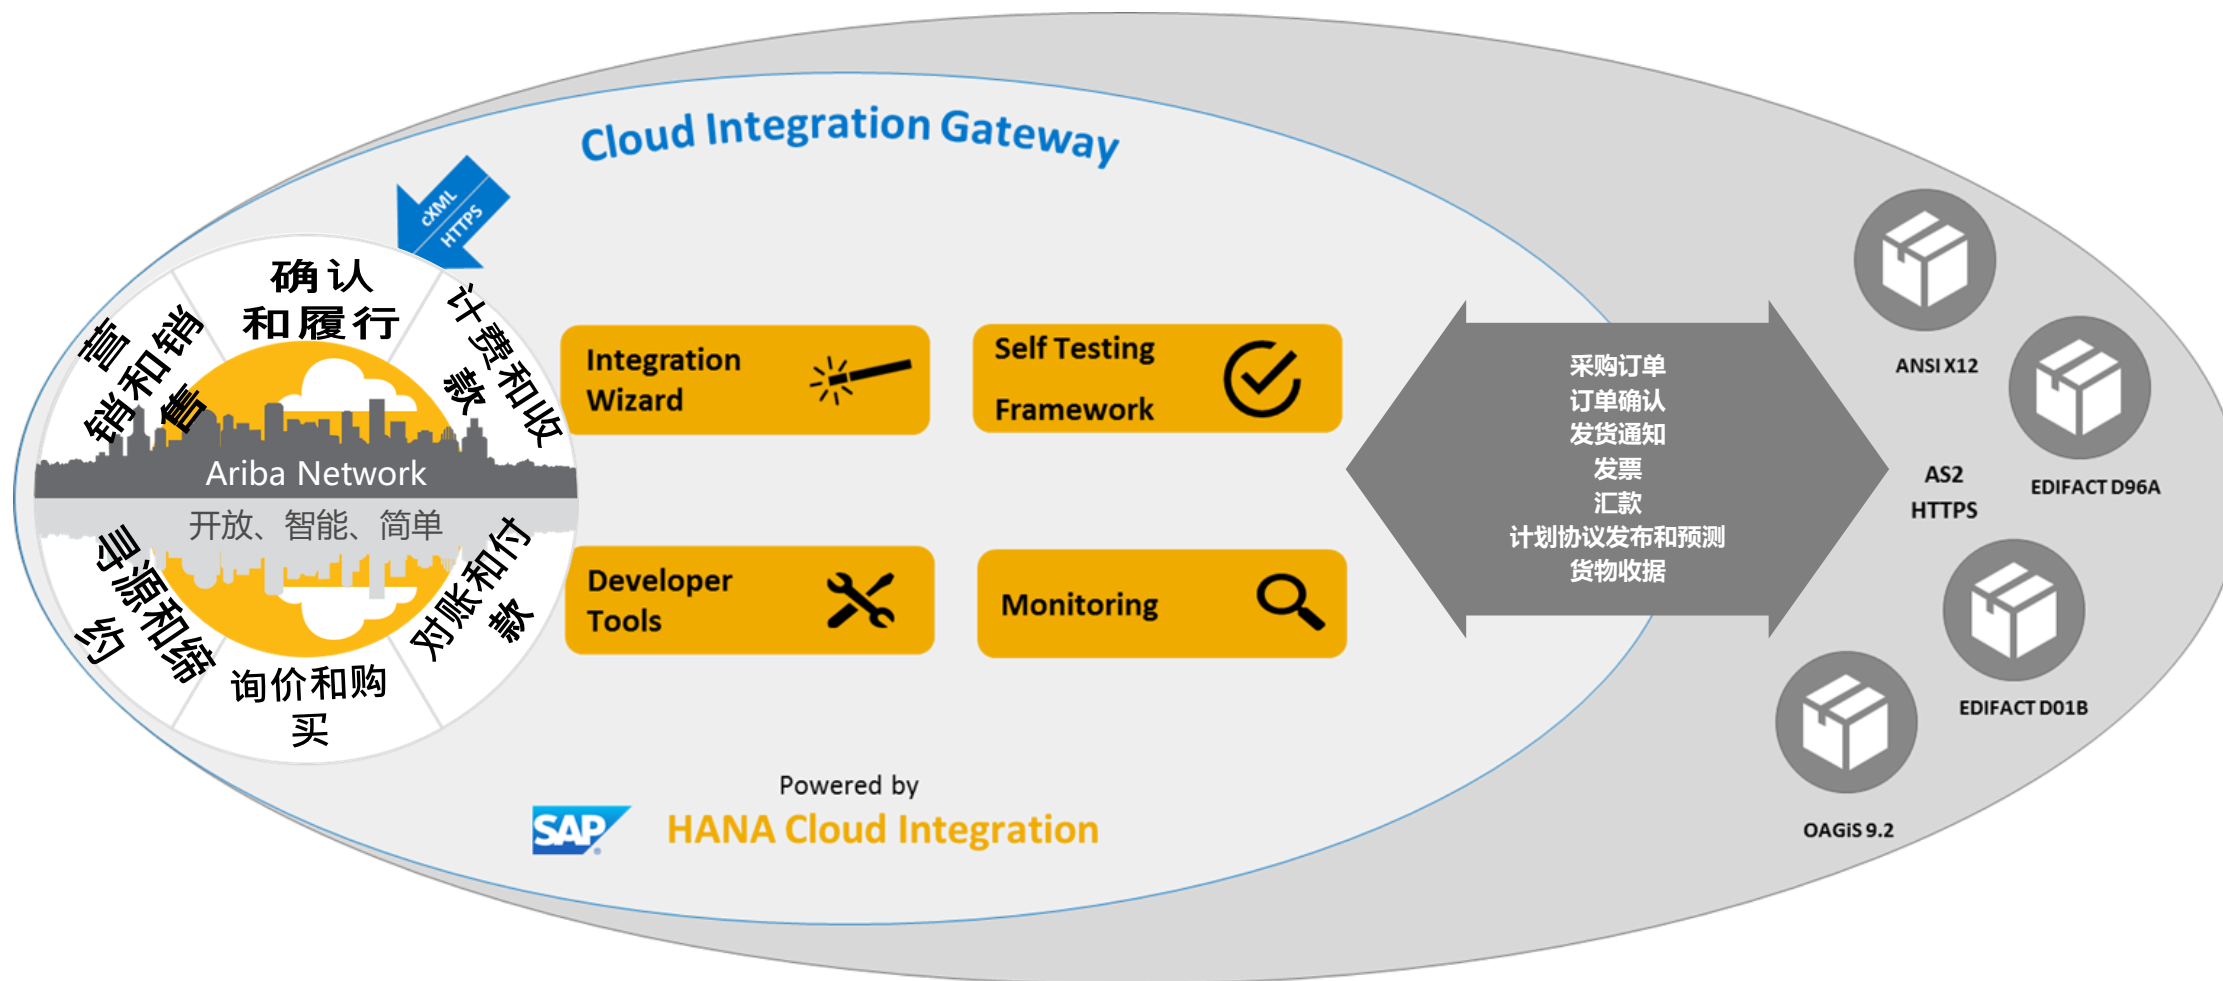 Cloud Integration Gateway
cXML
HTTPS
确认
和履行
营
销和销
售
计费和收
款
Ariba Network
开放、智能、简单
寻源和缔
约
对账和付
款
询价和购
买
Integration
Wizard
Self Testing
Framework
Developer
Tools
Monitoring
采购订单
订单确认
发货通知
发票
汇款
计划协议发布和预测
货物收据
ANSI X12
AS2
HTTPS
EDIFACT D96A
EDIFACT D01B
OAGiS 9.2
Powered by
SAP
HANA Cloud Integration